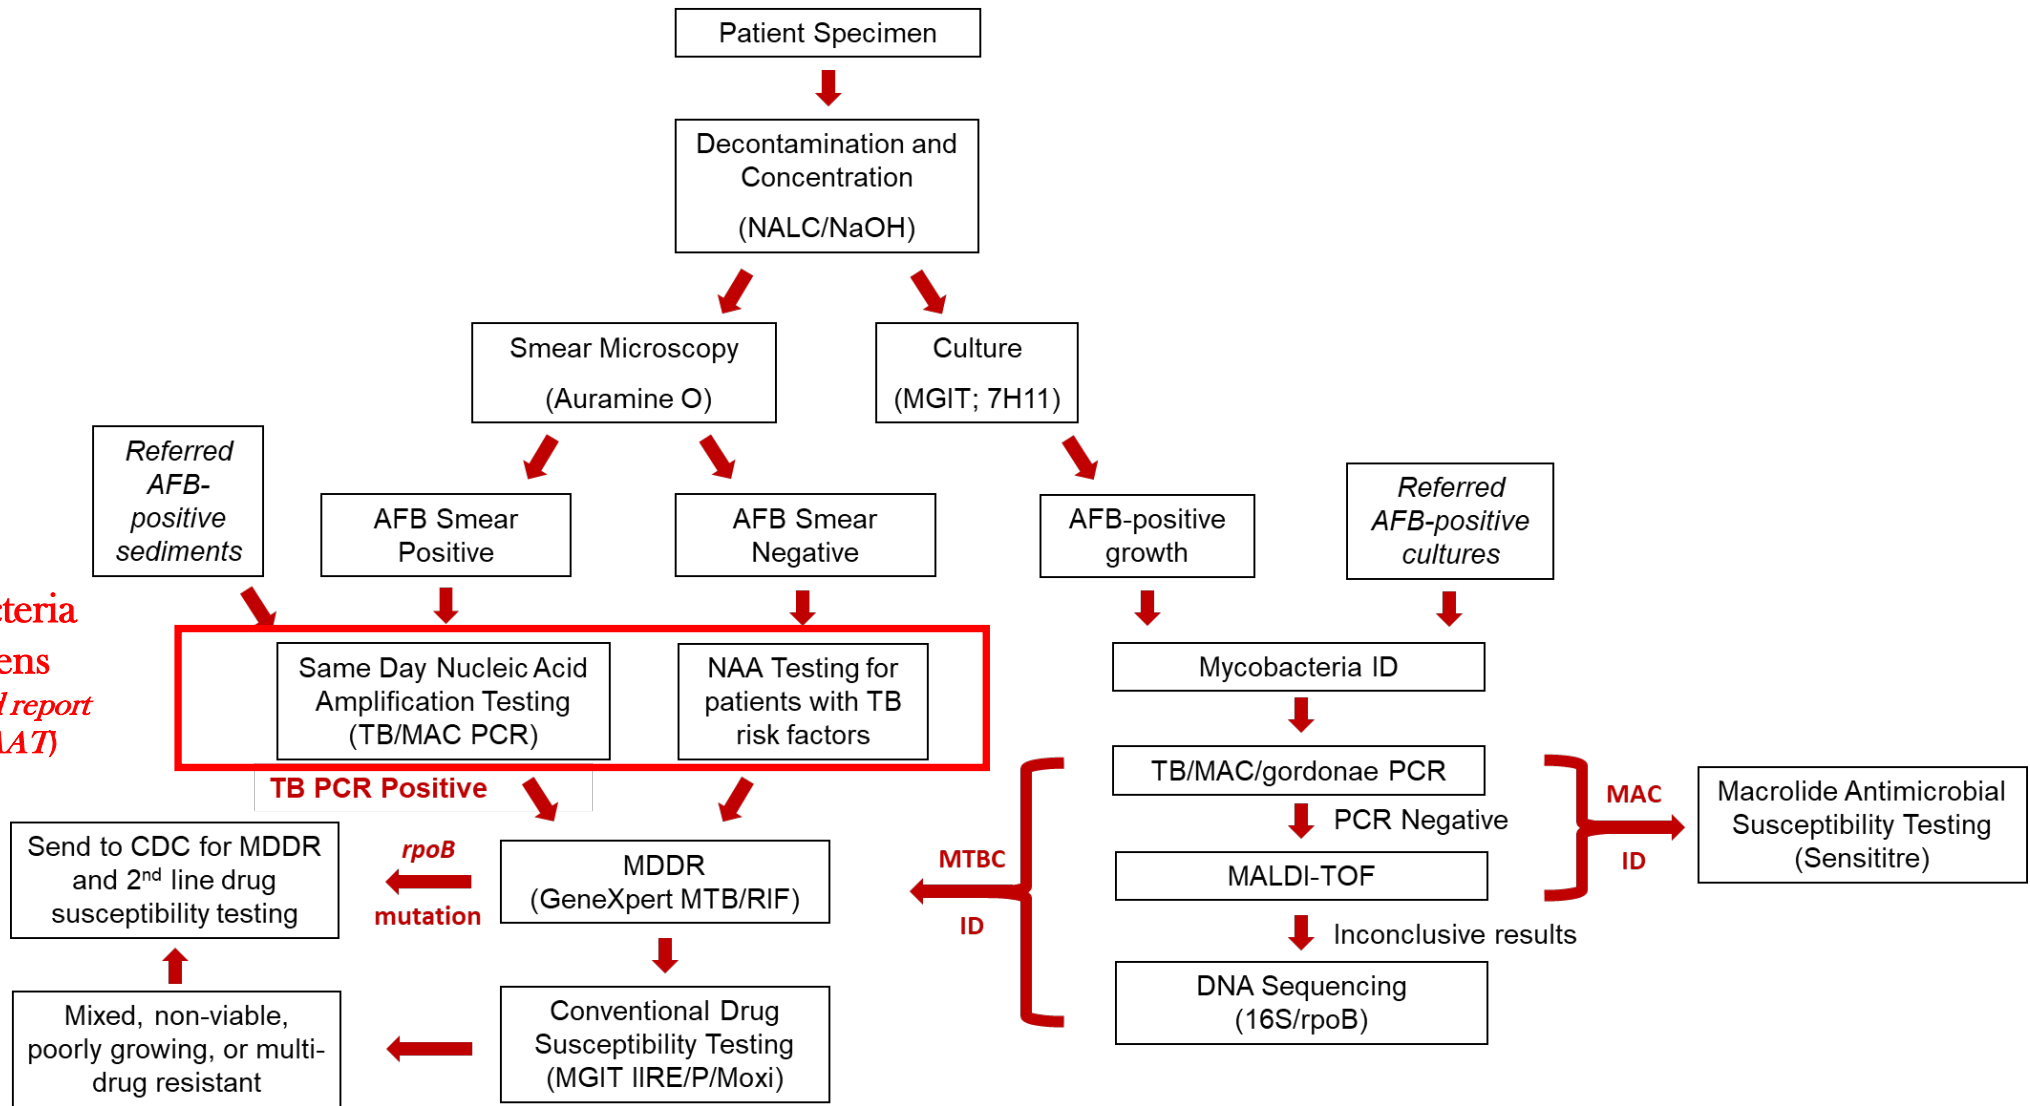 Patient Specimen
Decontamination and
Concentration
(NALC/NaOH)
Smear Microscopy
(Auramine O)
Culture
(MGIT; 7H11)
Referred
AFB-
positive
sediments
AFB Smear
Positive
AFB Smear
Negative
AFB-positive
growth
Referred
AFB-positive
cultures
Same Day Nucleic Acid
Amplification Testing
(TB/MAC PCR)
NAA Testing for
patients with TB
risk factors
Mycobacteria ID
report
TB PCR Positive
TB/MAC/gordonae PCR
PCR Negative
MALDI-TOF
Inconclusive results
DNA Sequencing
(16S/rpoB)
MAC
ID
Macrolide Antimicrobial
Susceptibility Testing
(Sensititre)
MTBC
ID
MDDR
(GeneXpert MTB/RIF)
rpoB
mutation
Send to CDC for MDDR
and 2nd line drug
susceptibility testing
Conventional Drug
Susceptibility Testing
(MGIT IIRE/P/Moxi)
Mixed, non-viable,
poorly growing, or multi-
drug resistant